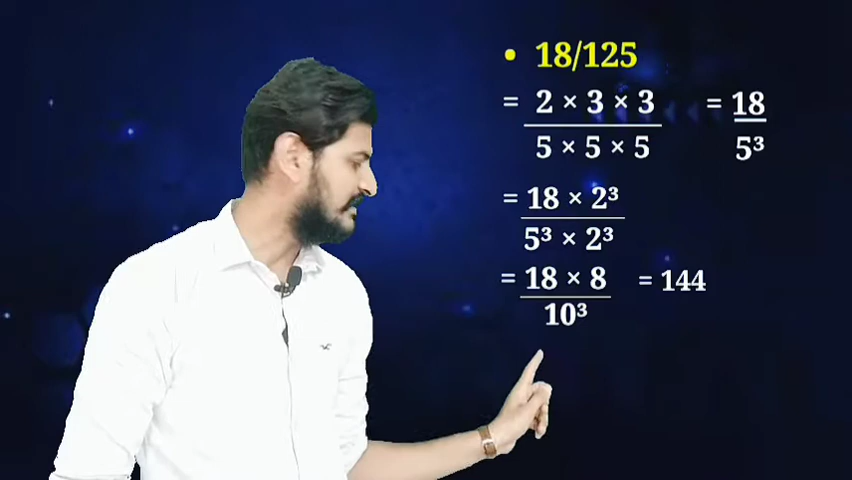 • 18/125
= 2 × 3 × 3 / 5 × 5 × 5 = 18 / 5³
= 18 × 2³ / 5³ × 2³
= 18 × 8 / 10³ = 144